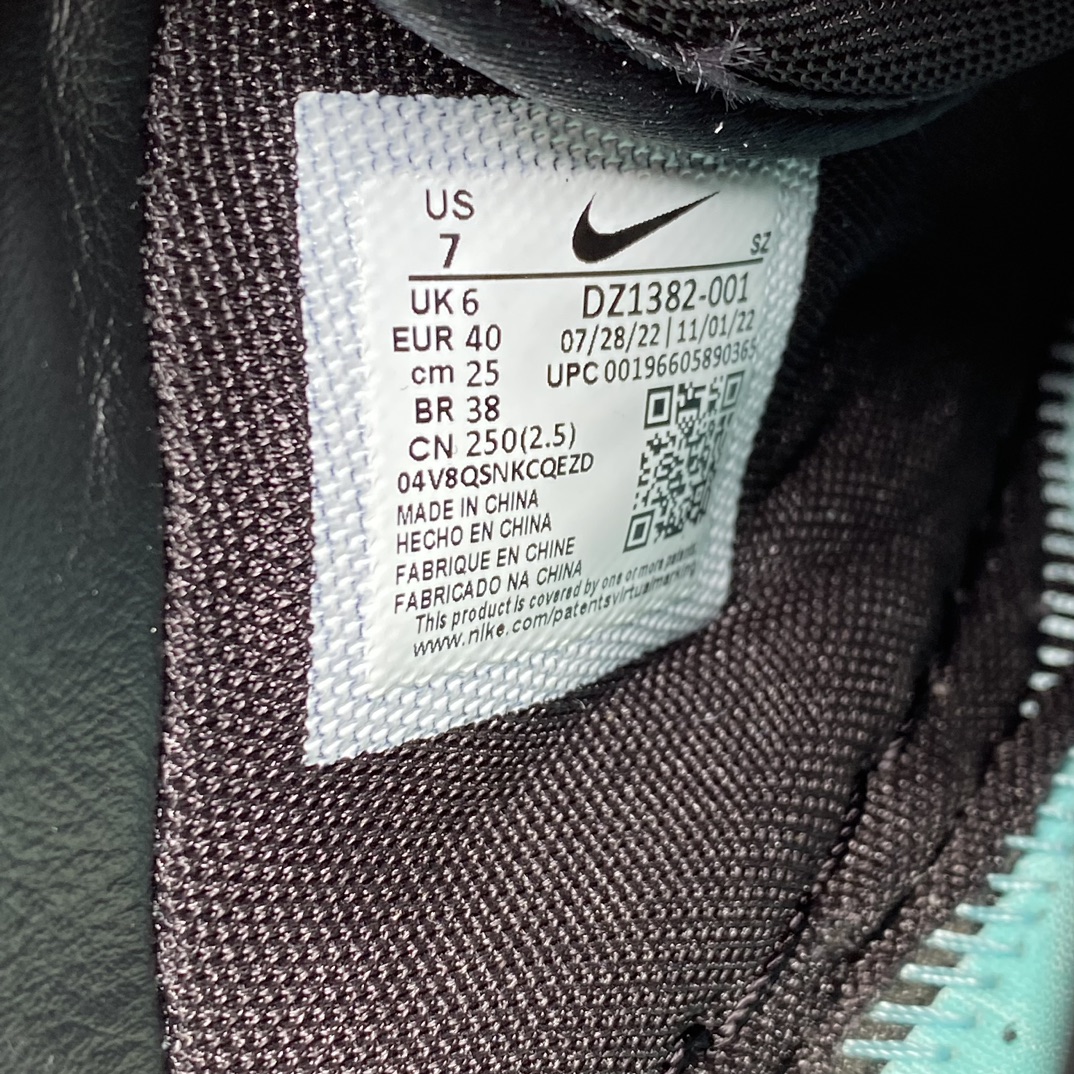 US
7
SZ
UK 6
DZ1382-001
EUR 40
07/28/22 | 11/01/22
cm 25
UPC 00196605890365
BR 38
CN 250(2.5)
04V8QSNKCQEZD
MADE IN CHINA
HECHO EN CHINA
FABRIQUE EN CHINE
FABRICADO NA CHINA
This product is covered by one or more patents.
www.nike.com/patentsvirtualmarking